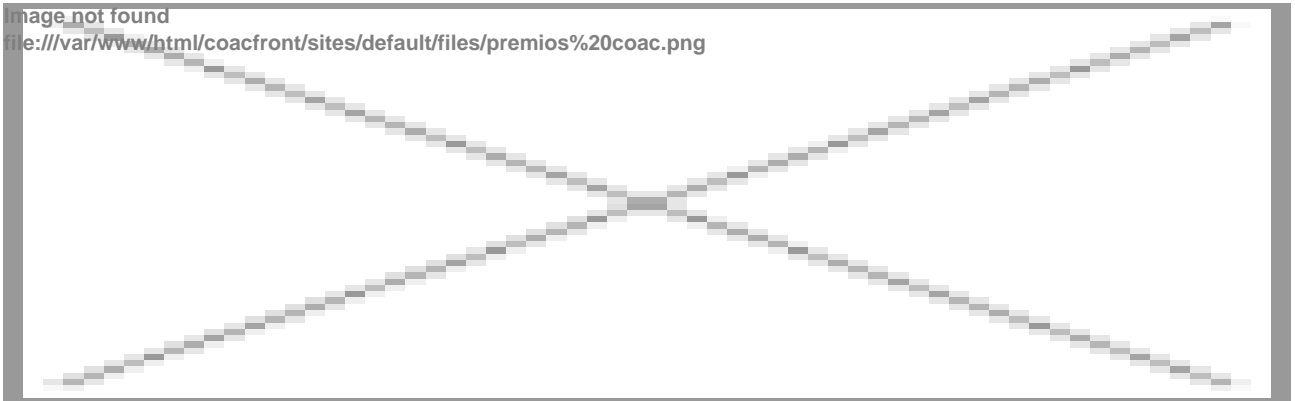 Image not found
file:///var/www/html/coacfront/sites/default/files/premios%20coac.png